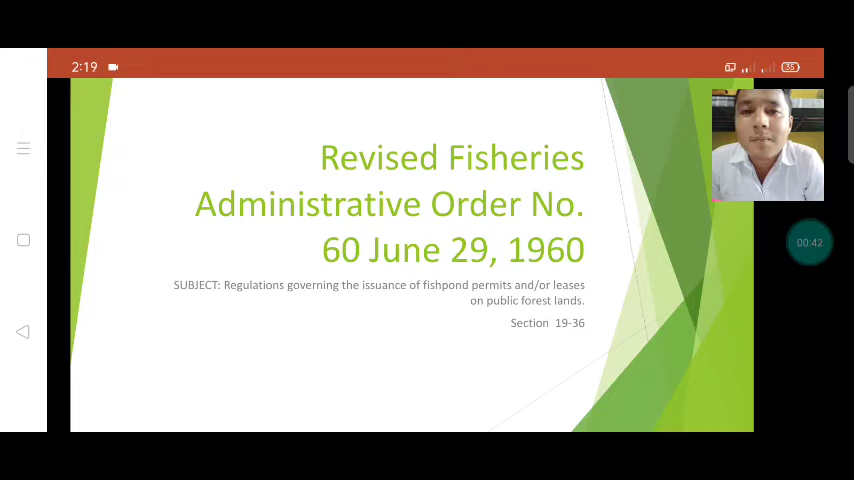 2:19
35
Revised Fisheries
Administrative Order No.
60 June 29, 1960
SUBJECT: Regulations governing the issuance of fishpond permits and/or leases
on public forest lands.
Section 19-36
00:42